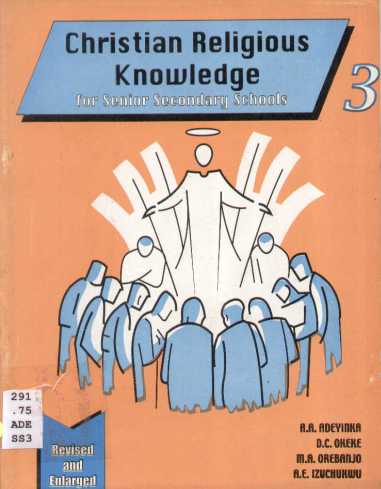 Christian Religious
Knowledge
for Senior Secondary Schools
3
A.A. ADEYINKA
D.C. OKEKE
M.A. OREBANJO
A.E. IZUCHUKWU
291
.75
ADE
SS3
Revised
and
Enlarged